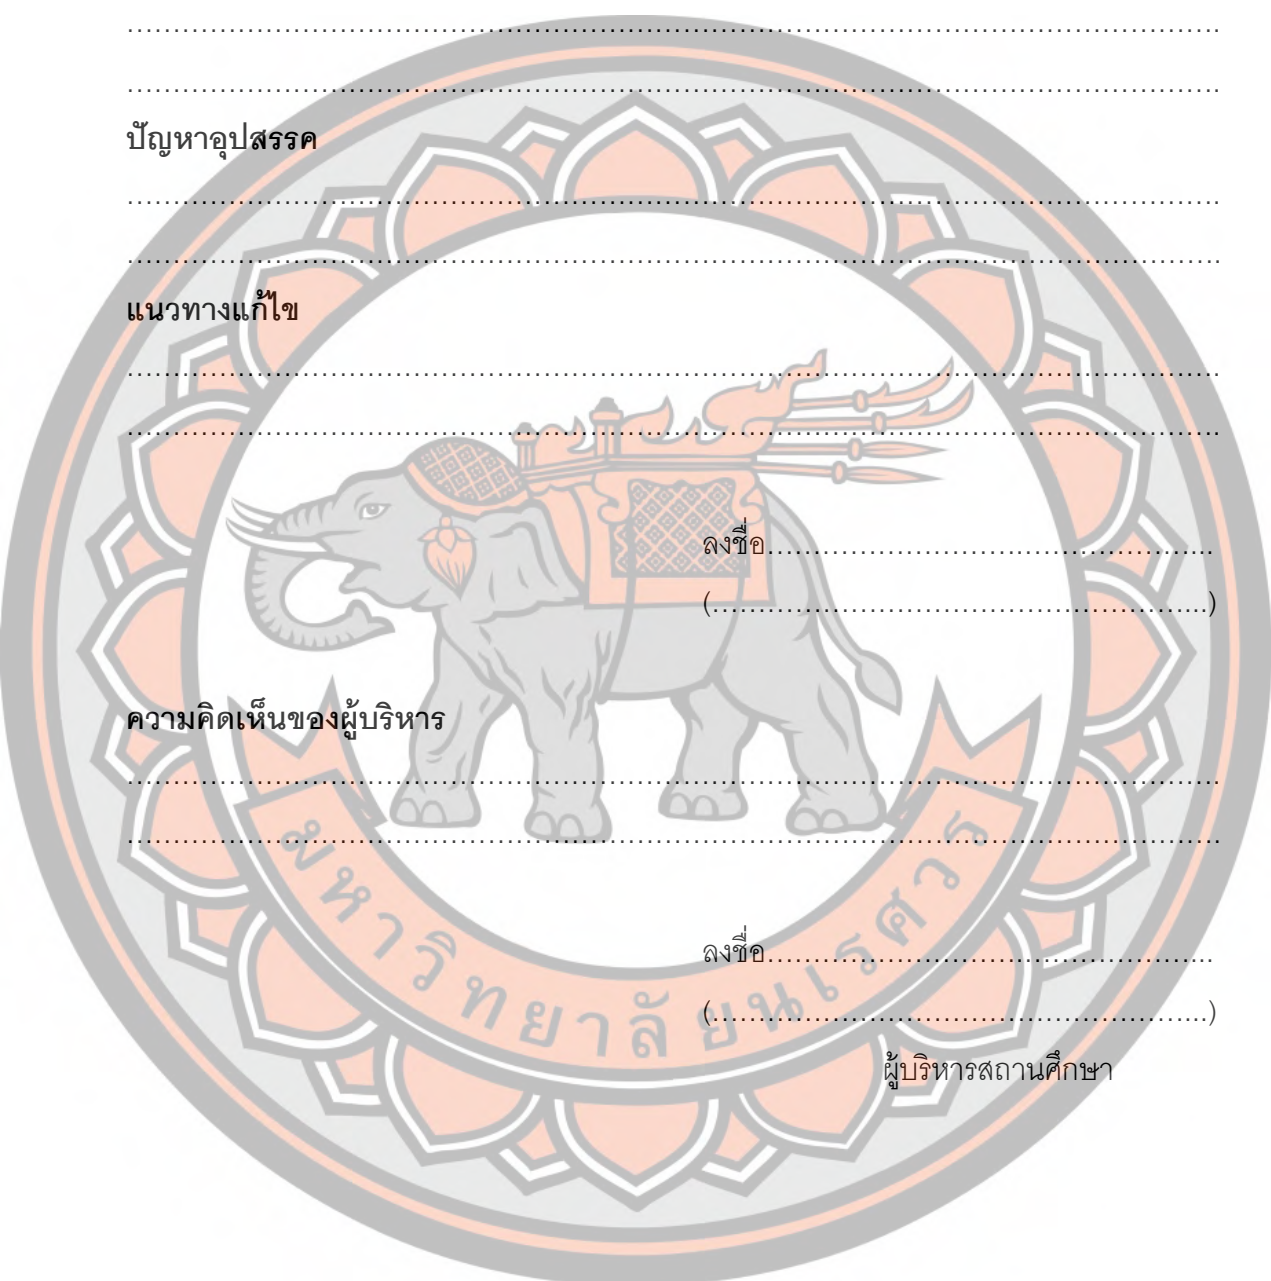 ……………………………………………………………………………………………………….
……………………………………………………………………………………………………….
ปัญหาอุปสรรค
……………………………………………………………………………………………………….
……………………………………………………………………………………………………….
แนวทางแก้ไข
……………………………………………………………………………………………………….
……………………………………………………………………………………………………….
ลงชื่อ…………………………………………..
(……………………………………………....)
ความคิดเห็นของผู้บริหาร
……………………………………………………………………………………………………….
……………………………………………………………………………………………………….
ลงชื่อ…………………………………………..
(……………………………………………....)
ผู้บริหารสถานศึกษา
มหาวิทยาลัยนเรศวร